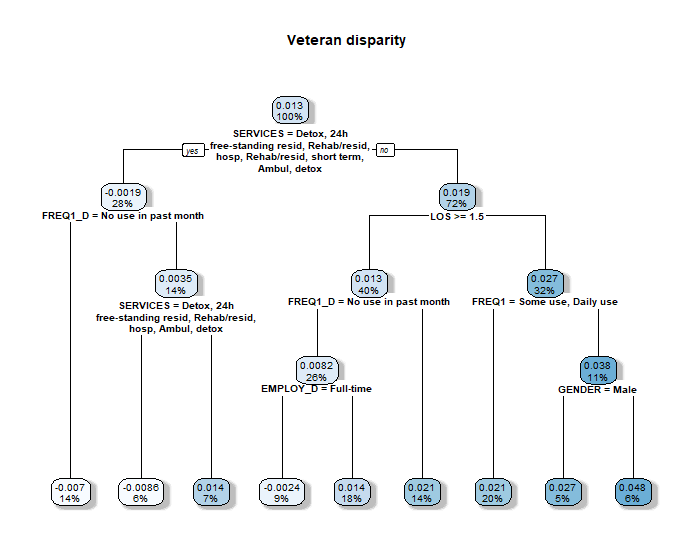 Veteran disparity
0.013
100%
SERVICES = Detox, 24h
free-standing resid, Rehab/resid,
hosp, Rehab/resid, short term,
Ambul, detox
yes
no
-0.0019
28%
0.019
72%
FREQ1_D = No use in past month
LOS >= 1.5
0.0035
14%
0.013
40%
0.027
32%
SERVICES = Detox, 24h
free-standing resid, Rehab/resid,
hosp, Ambul, detox
FREQ1_D = No use in past month
FREQ1 = Some use, Daily use
0.0082
26%
0.038
11%
EMPLOY_D = Full-time
GENDER = Male
-0.007
14%
-0.0086
6%
0.014
7%
-0.0024
9%
0.014
18%
0.021
14%
0.021
20%
0.027
5%
0.048
6%